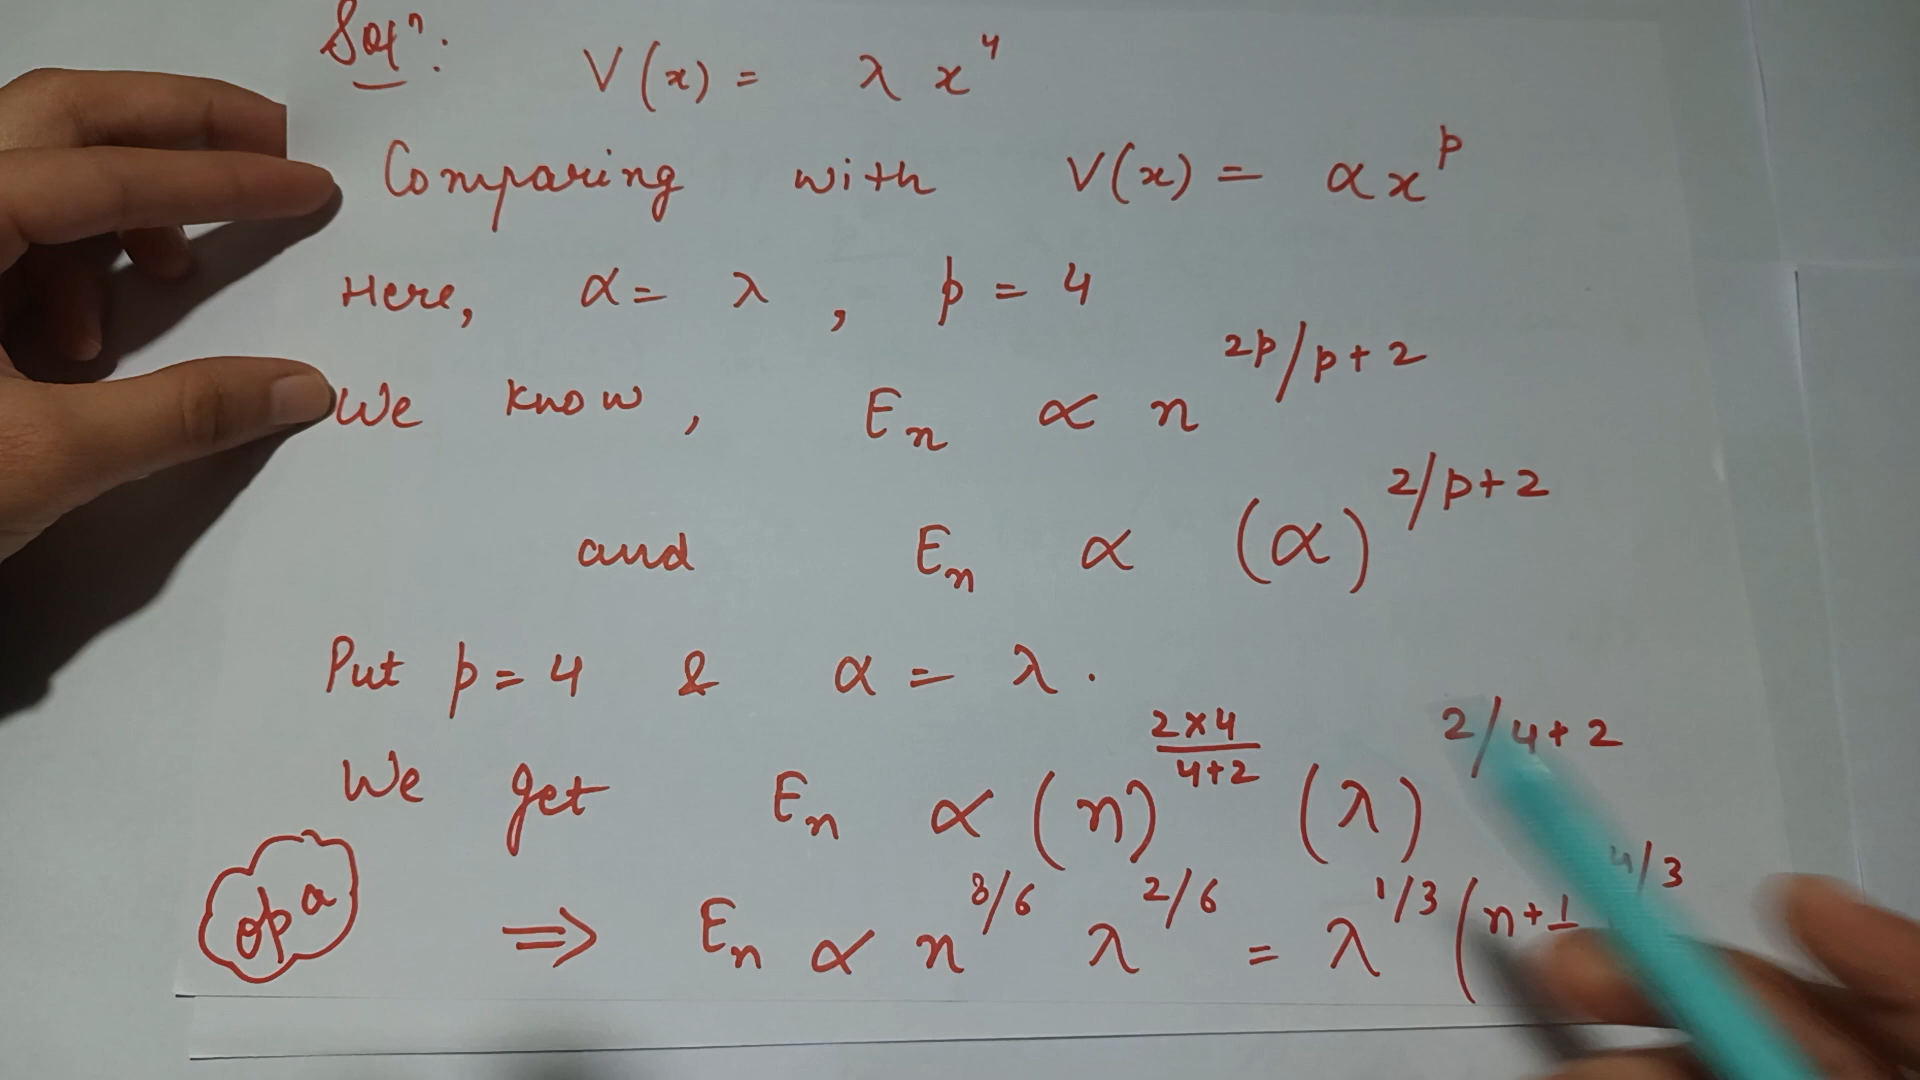 Solⁿ: V(x) = λ x⁴
Comparing with V(x) = αx^p
Here, α = λ , p = 4
We know, Eₙ ∝ n^(2p/p+2)
and Eₙ ∝ (α)^(2/p+2)
Put p = 4 & α = λ.
We get Eₙ ∝ (n)^(2×4/4+2) (λ)^(2/4+2)
op a ⇒ Eₙ ∝ n^(8/6) λ^(2/6) = λ^(1/3) (n+1 ^(4/3)